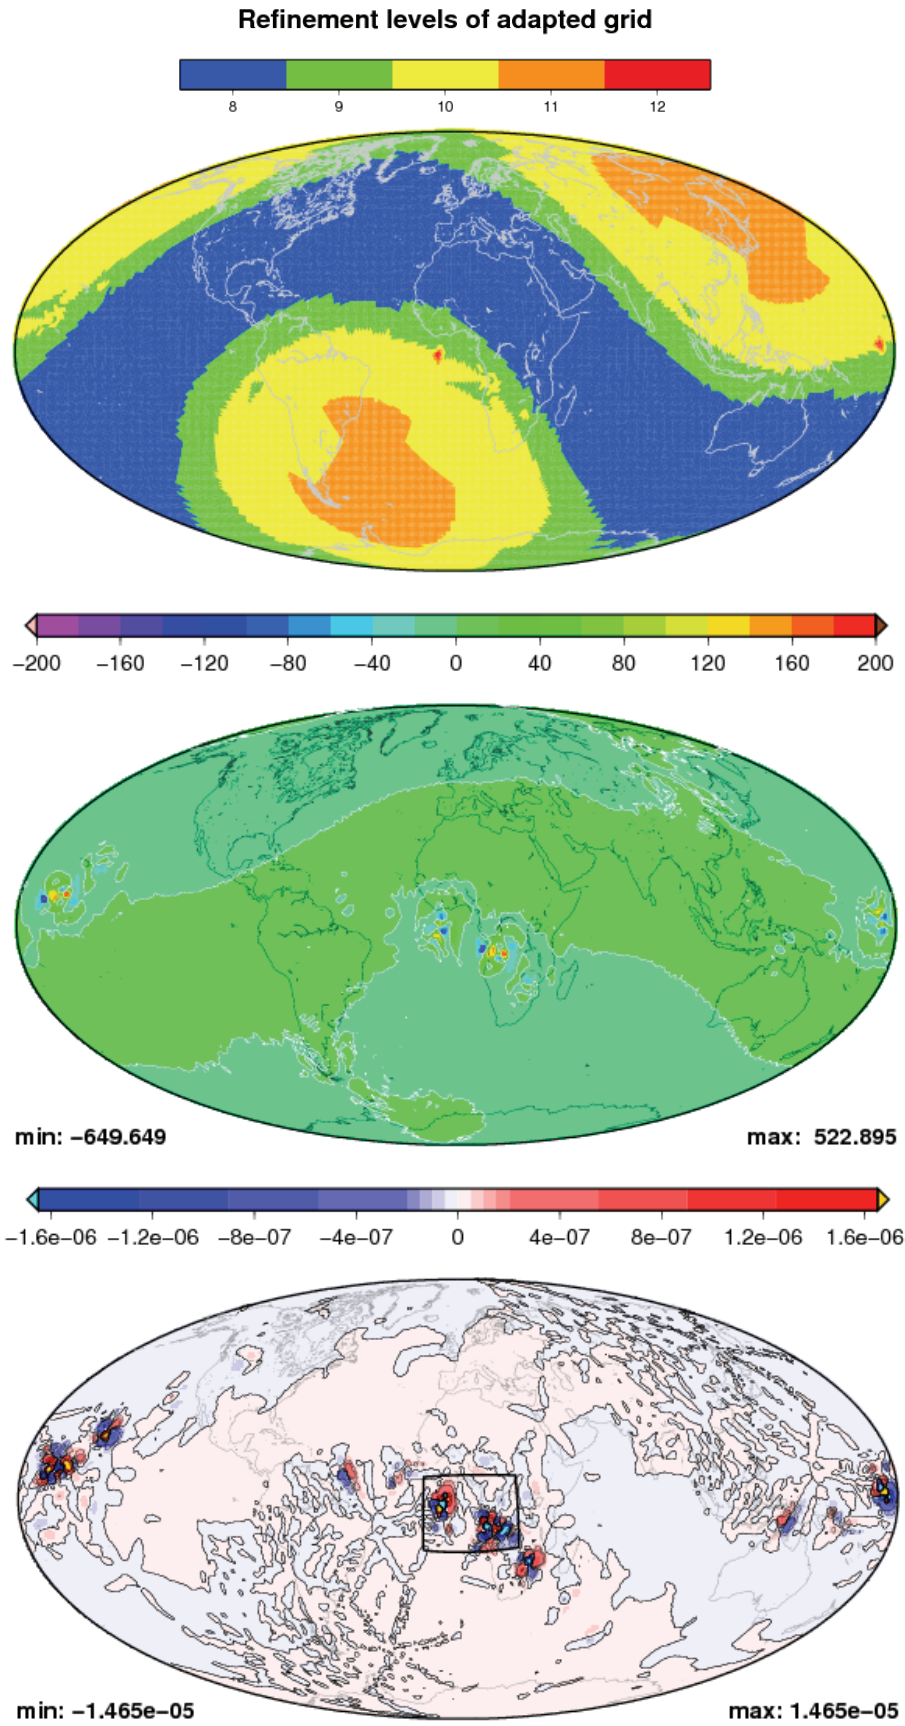 Refinement levels of adapted grid
8 9 10 11 12
−200 −160 −120 −80 −40 0 40 80 120 160 200
min: −649.649 max: 522.895
−1.6e−06 −1.2e−06 −8e−07 −4e−07 0 4e−07 8e−07 1.2e−06 1.6e−06
min: −1.465e−05 max: 1.465e−05